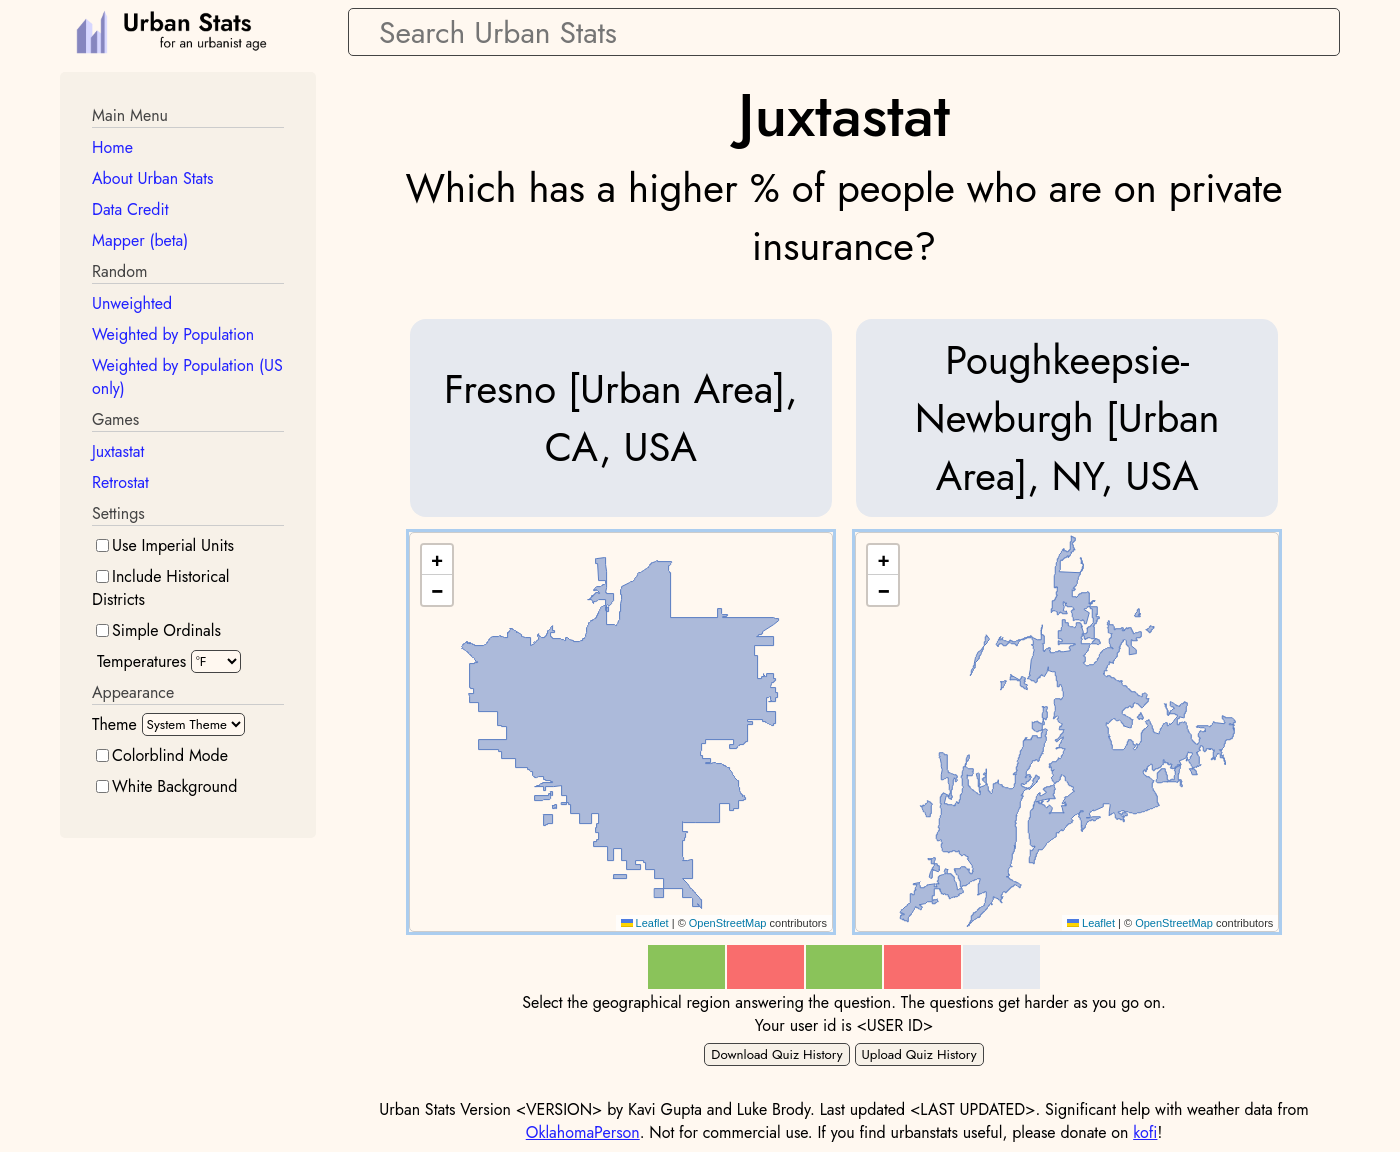 Urban Stats
for an urbanist age
Search Urban Stats
Main Menu
Home
About Urban Stats
Data Credit
Mapper (beta)
Random
Unweighted
Weighted by Population
Weighted by Population (US
only)
Games
Juxtastat
Retrostat
Settings
Use Imperial Units
Include Historical
Districts
Simple Ordinals
Temperatures °F
Appearance
Theme System Theme
Colorblind Mode
White Background
Juxtastat
Which has a higher % of people who are on private
insurance?
Fresno [Urban Area],
CA, USA
Poughkeepsie-
Newburgh [Urban
Area], NY, USA
+
−
Leaflet | © OpenStreetMap contributors
+
−
Leaflet | © OpenStreetMap contributors
Select the geographical region answering the question. The questions get harder as you go on.
Your user id is <USER ID>
Download Quiz History Upload Quiz History
Urban Stats Version <VERSION> by Kavi Gupta and Luke Brody. Last updated <LAST UPDATED>. Significant help with weather data from
OklahomaPerson. Not for commercial use. If you find urbanstats useful, please donate on kofi!